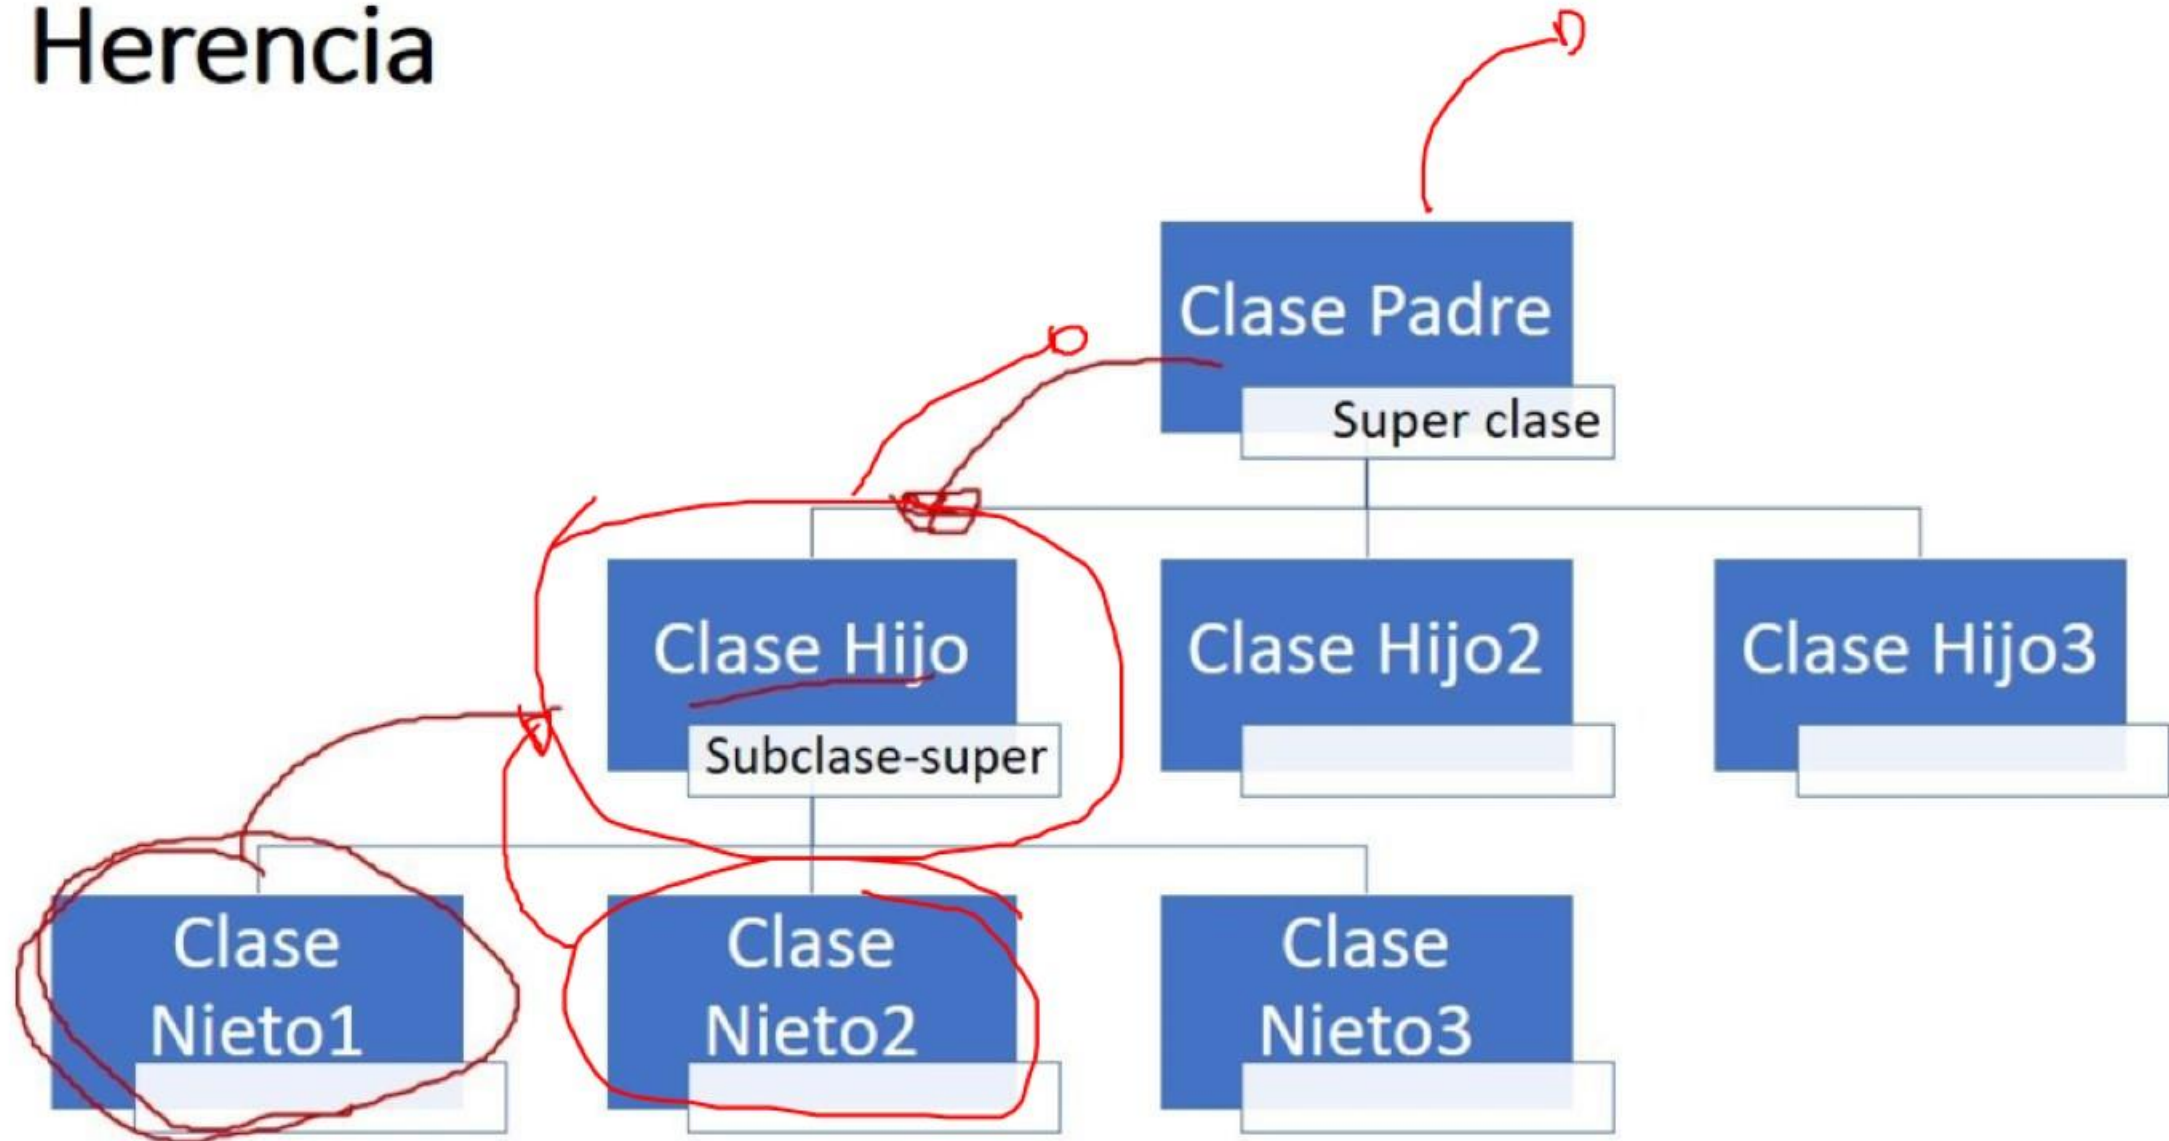 Herencia
Clase Padre
Super clase
Clase Hijo
Subclase-super
Clase Hijo2
Clase Hijo3
Clase
Nieto1
Clase
Nieto2
Clase
Nieto3